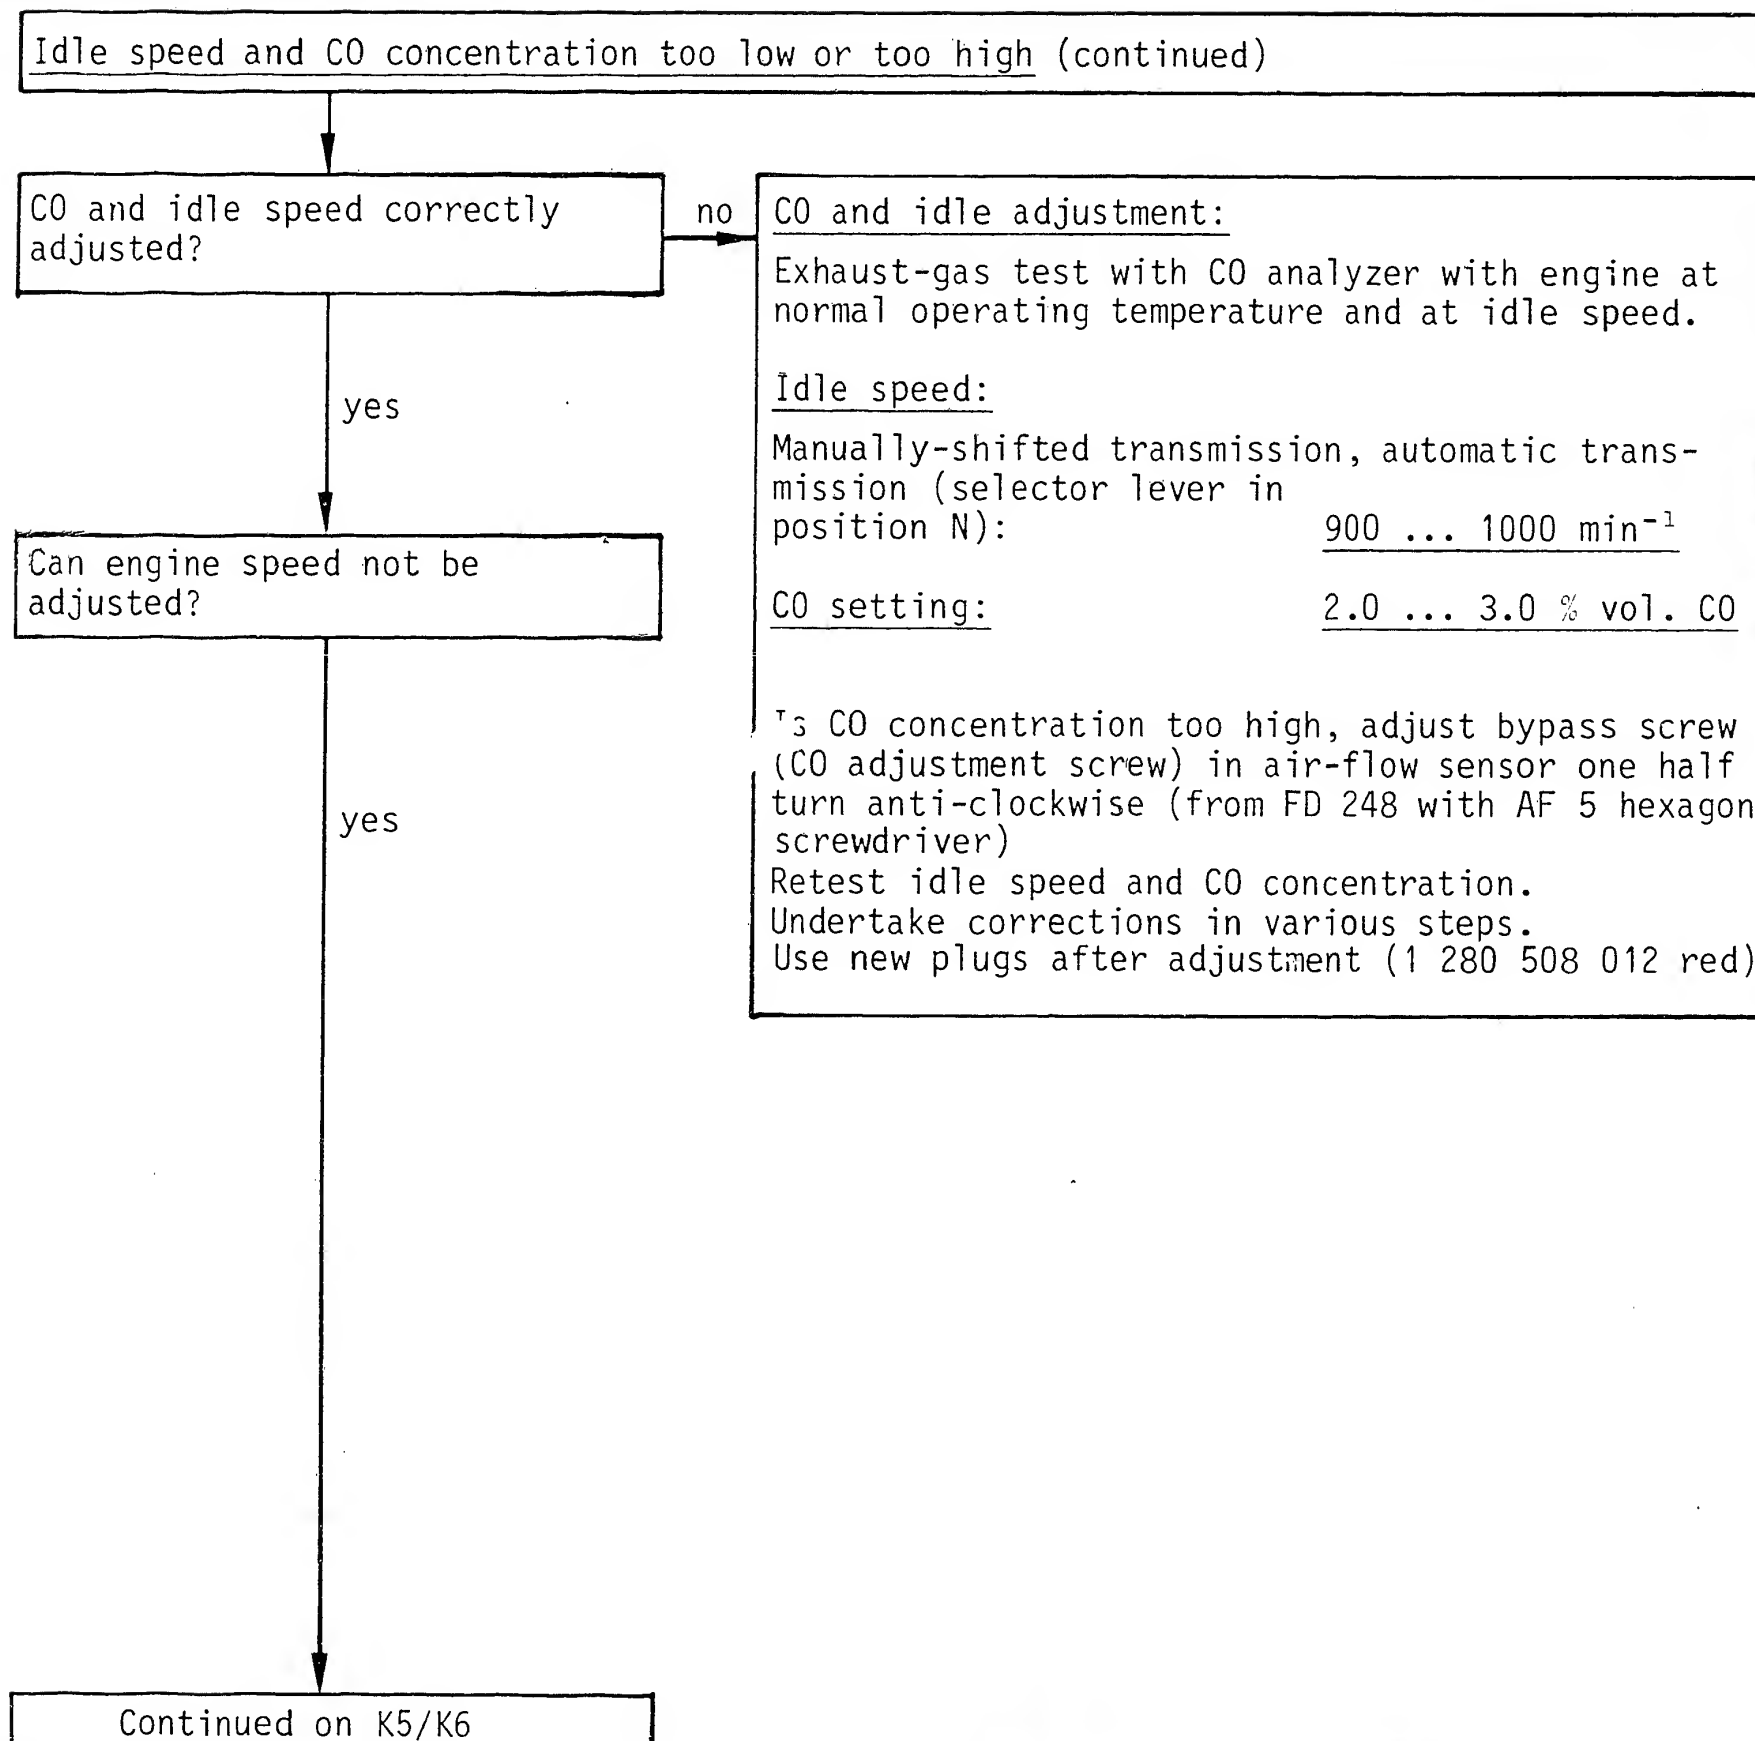 Idle speed and CO concentration too low or too high (continued)
CO and idle speed correctly
adjusted?
no
yes
Can engine speed not be
adjusted?
yes
CO and idle adjustment:
Exhaust-gas test with CO analyzer with engine at
normal operating temperature and at idle speed.
Idle speed:
Manually-shifted transmission, automatic trans-
mission (selector lever in
position N): 900 ... 1000 min⁻¹
CO setting: 2.0 ... 3.0 % vol. CO
Is CO concentration too high, adjust bypass screw
(CO adjustment screw) in air-flow sensor one half
turn anti-clockwise (from FD 248 with AF 5 hexagon
screwdriver)
Retest idle speed and CO concentration.
Undertake corrections in various steps.
Use new plugs after adjustment (1 280 508 012 red)
Continued on K5/K6